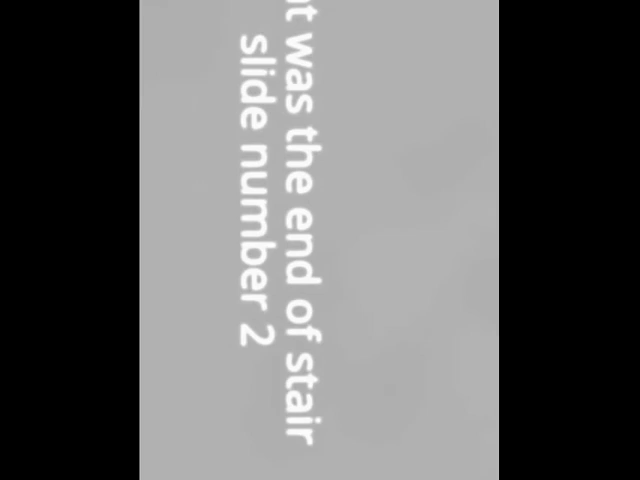 was the end of stair
slide number 2